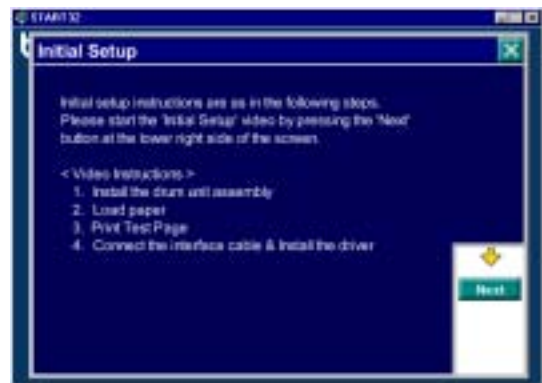 START32
Initial Setup
Initial setup instructions are as in the following steps.
Please start the 'Initial Setup' video by pressing the 'Next'
button at the lower right side of the screen.
< Video Instructions >
1. Install the drum unit assembly
2. Load paper
3. Print Test Page
4. Connect the interface cable & Install the driver
Next